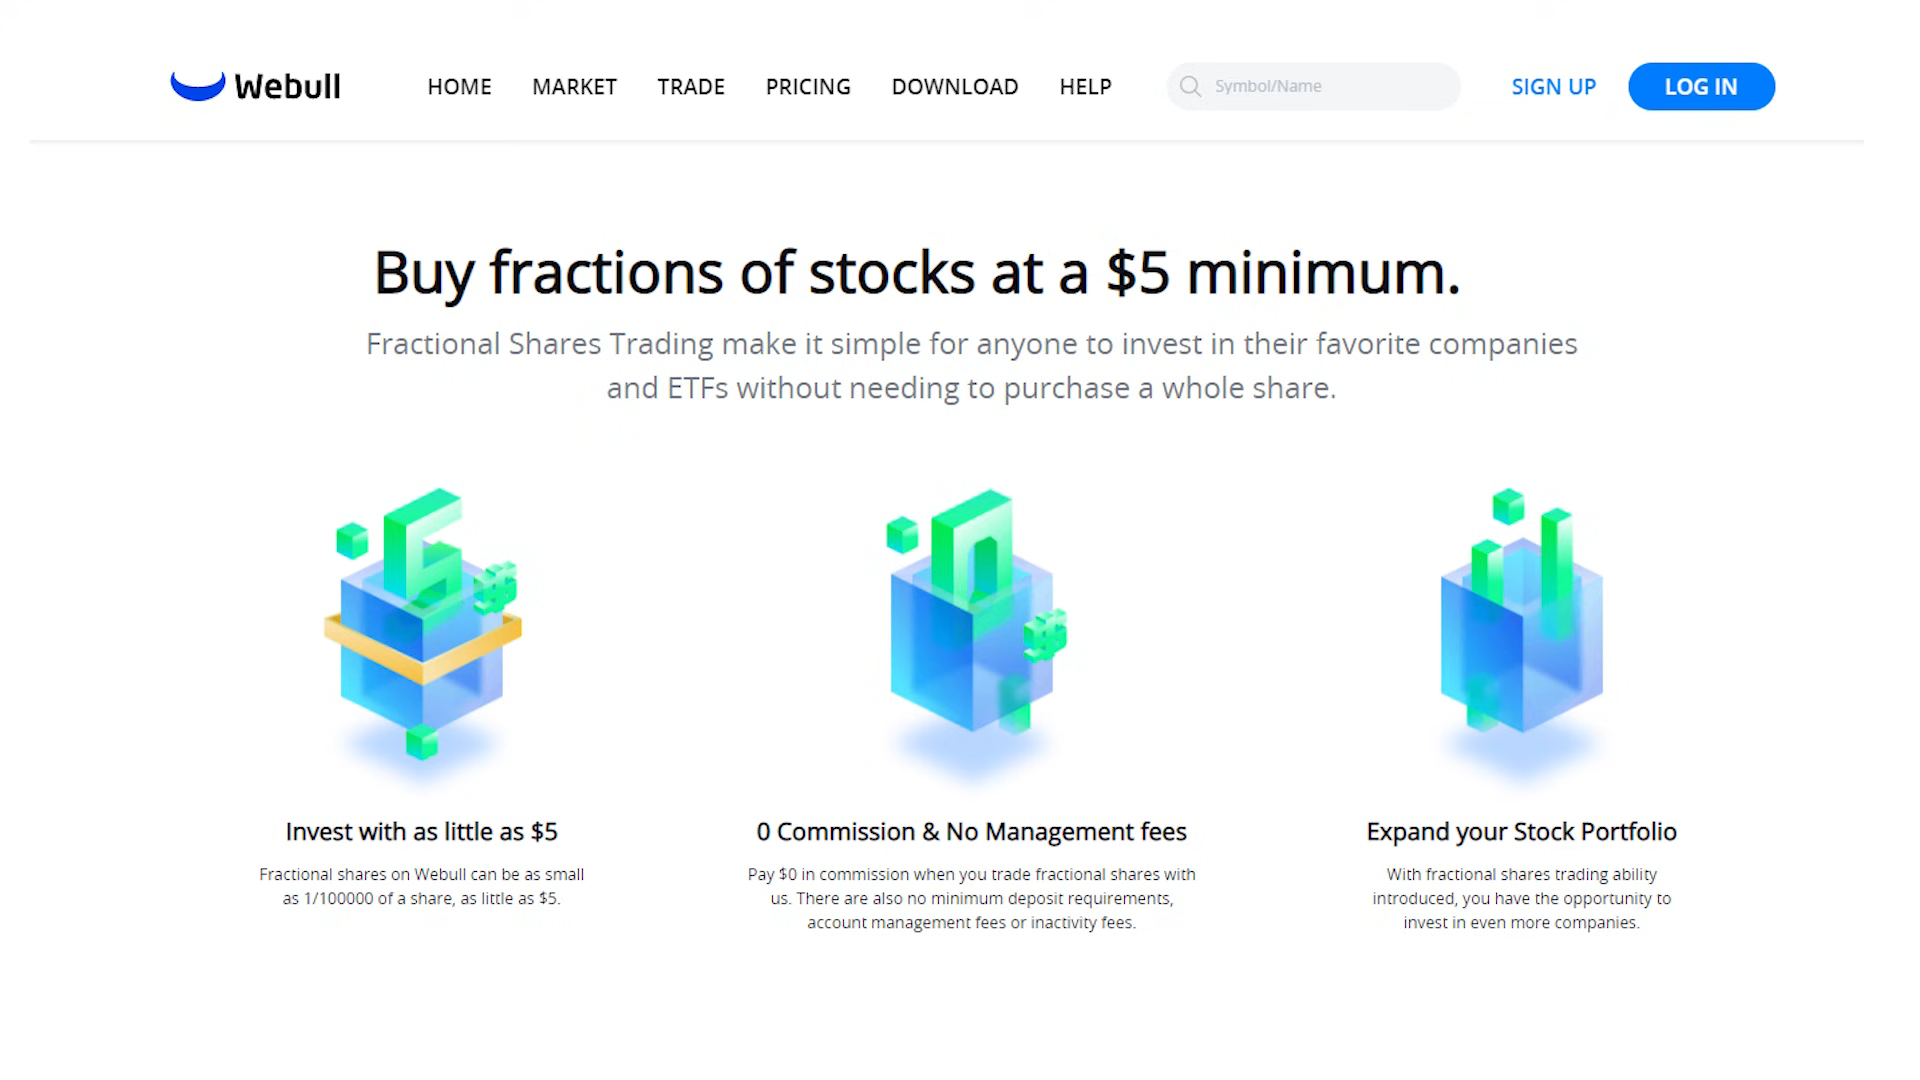 Webull
HOME MARKET TRADE PRICING DOWNLOAD HELP Symbol/Name SIGN UP LOG IN
Buy fractions of stocks at a $5 minimum.
Fractional Shares Trading make it simple for anyone to invest in their favorite companies
and ETFs without needing to purchase a whole share.
5 $
0 $
Invest with as little as $5
Fractional shares on Webull can be as small
as 1/100000 of a share, as little as $5.
0 Commission & No Management fees
Pay $0 in commission when you trade fractional shares with
us. There are also no minimum deposit requirements,
account management fees or inactivity fees.
Expand your Stock Portfolio
With fractional shares trading ability
introduced, you have the opportunity to
invest in even more companies.